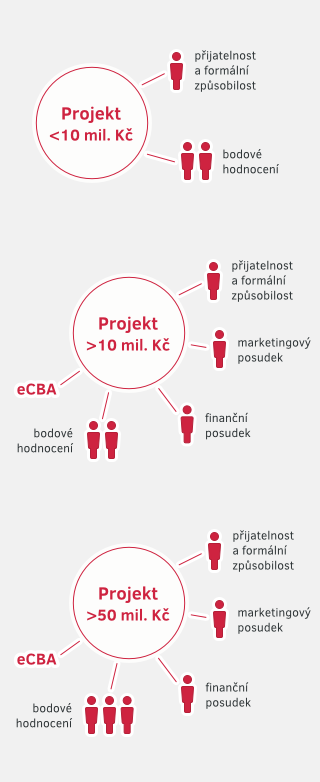 přijatelnost
a formální
způsobilost
Projekt
<10 mil. Kč
bodové
hodnocení
přijatelnost
a formální
způsobilost
Projekt
>10 mil. Kč
marketingový
posudek
eCBA
finanční
posudek
bodové
hodnocení
přijatelnost
a formální
způsobilost
Projekt
>50 mil. Kč
marketingový
posudek
eCBA
finanční
posudek
bodové
hodnocení